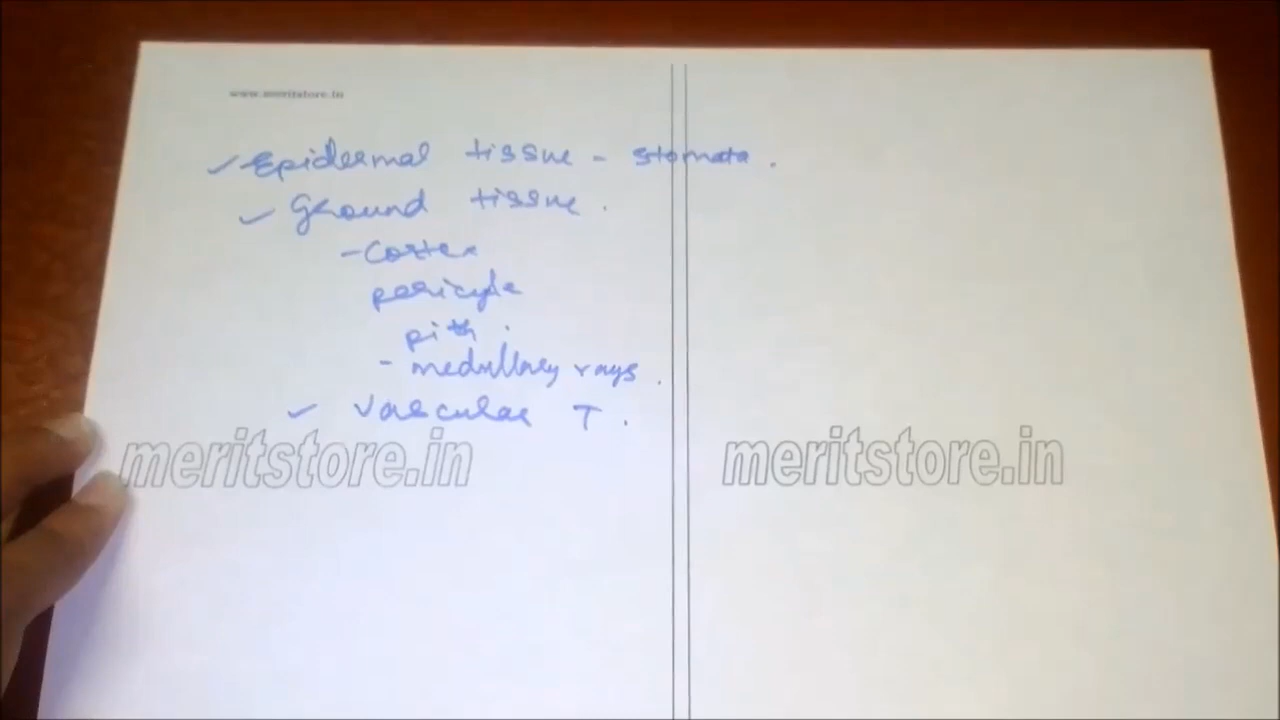 www.meritstore.in
Epidermal tissue - stomata.
Ground tissue.
- Cortex
pericycle
pith.
- medullary rays.
Vascular T.
meritstore.in meritstore.in